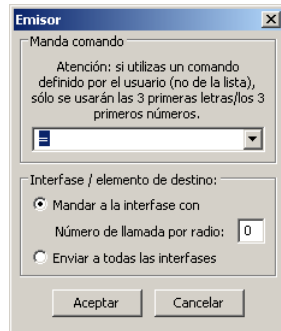 Emisor
Manda comando
Atención: si utilizas un comando
definido por el usuario (no de la lista),
sólo se usarán las 3 primeras letras/los 3
primeros números.
=
Interfase / elemento de destino:
Mandar a la interfase con
Número de llamada por radio: 0
Enviar a todas las interfases
Aceptar Cancelar